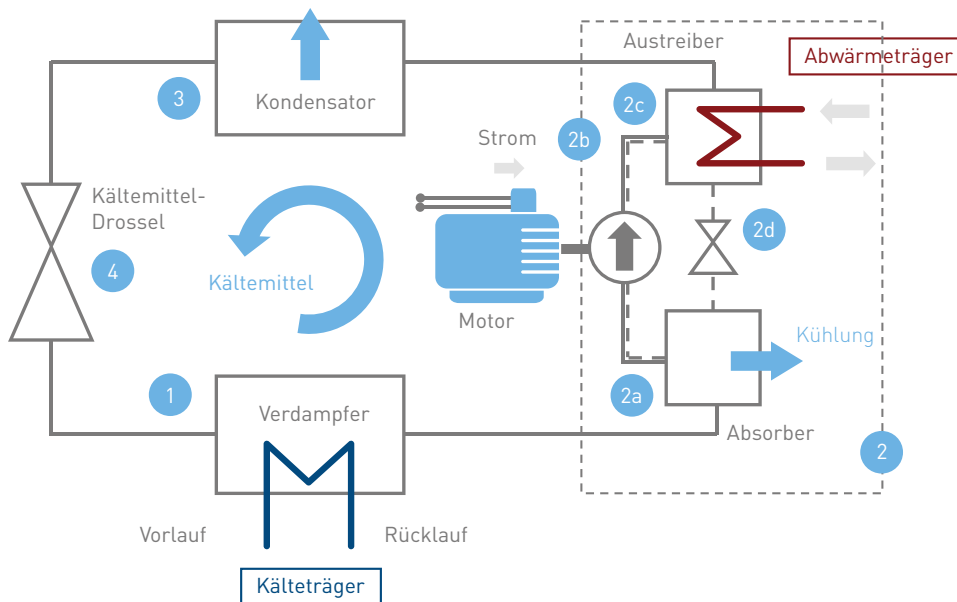 Austreiber
Abwärmeträger
3
Kondensator
2c
Strom
2b
Kältemittel-
Drossel
2d
4
Kältemittel
Motor
Kühlung
1
Verdampfer
2a
Absorber
2
Vorlauf
Rücklauf
Kälteträger